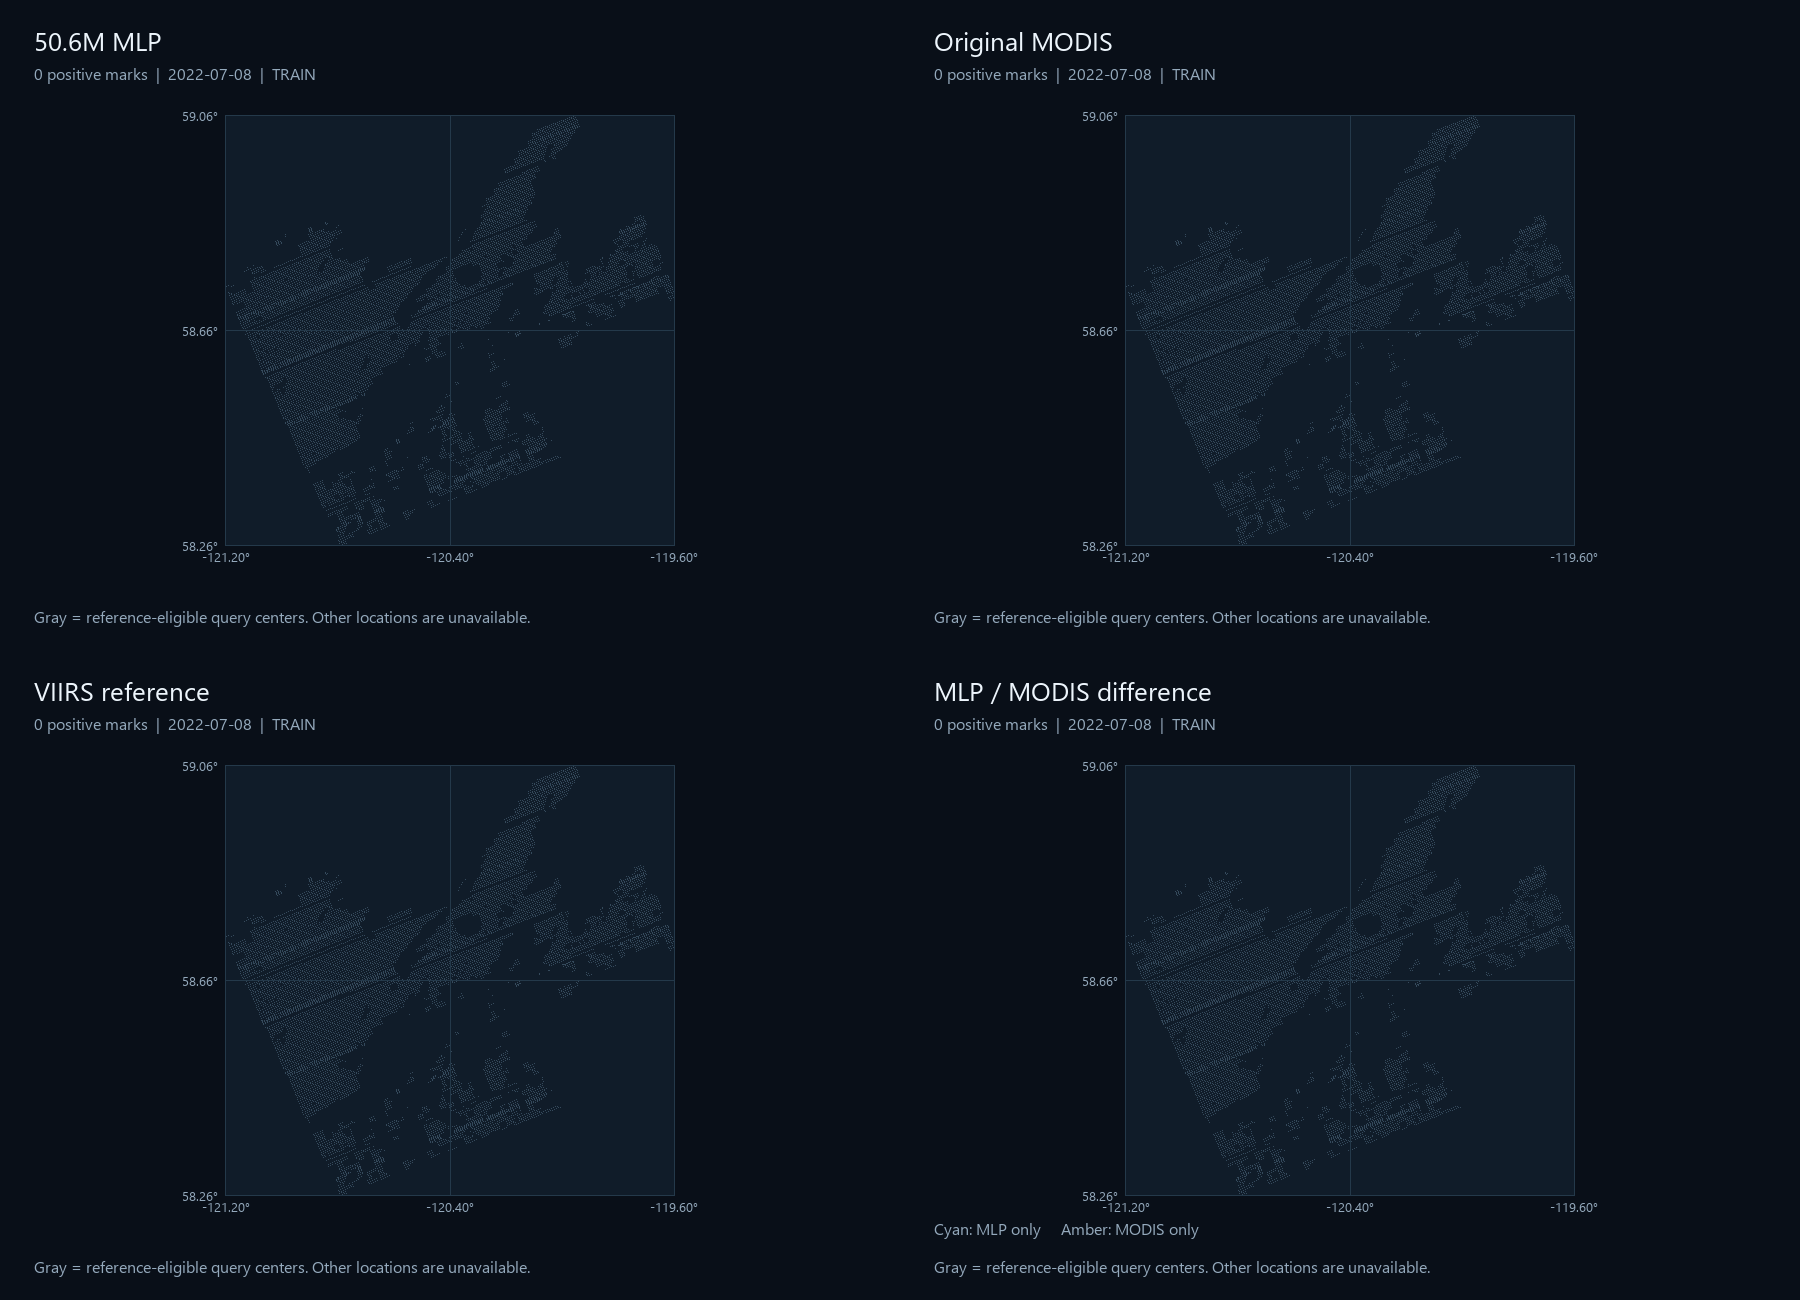 50.6M MLP
0 positive marks | 2022-07-08 | TRAIN
59.06°
58.66°
58.26°
-121.20°
-120.40°
-119.60°
Gray = reference-eligible query centers. Other locations are unavailable.
Original MODIS
0 positive marks | 2022-07-08 | TRAIN
59.06°
58.66°
58.26°
-121.20°
-120.40°
-119.60°
Gray = reference-eligible query centers. Other locations are unavailable.
VIIRS reference
0 positive marks | 2022-07-08 | TRAIN
59.06°
58.66°
58.26°
-121.20°
-120.40°
-119.60°
Gray = reference-eligible query centers. Other locations are unavailable.
MLP / MODIS difference
0 positive marks | 2022-07-08 | TRAIN
59.06°
58.66°
58.26°
-121.20°
-120.40°
-119.60°
Cyan: MLP only Amber: MODIS only
Gray = reference-eligible query centers. Other locations are unavailable.